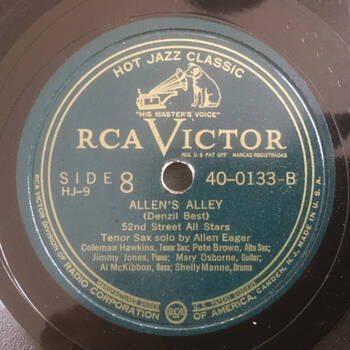 HOT JAZZ CLASSIC
"HIS MASTER'S VOICE"
RCA VICTOR
REG. U S PAT OFF MARCAS REGISTRADAS
SIDE 8
HJ-9
40-0133-B
ALLEN'S ALLEY
(Denzil Best)
52nd Street All Stars
Tenor Sax solo by Allen Eager
Coleman Hawkins, Tenor Sax; Pete Brown, Alto Sax;
Jimmy Jones, Piano; Mary Osborne, Guitar;
Al McKibbon, Bass; Shelly Manne, Drums
RCA VICTOR DIVISION OF RADIO CORPORATION OF AMERICA, CAMDEN, N.J. MADE IN U.S.A.
RCA